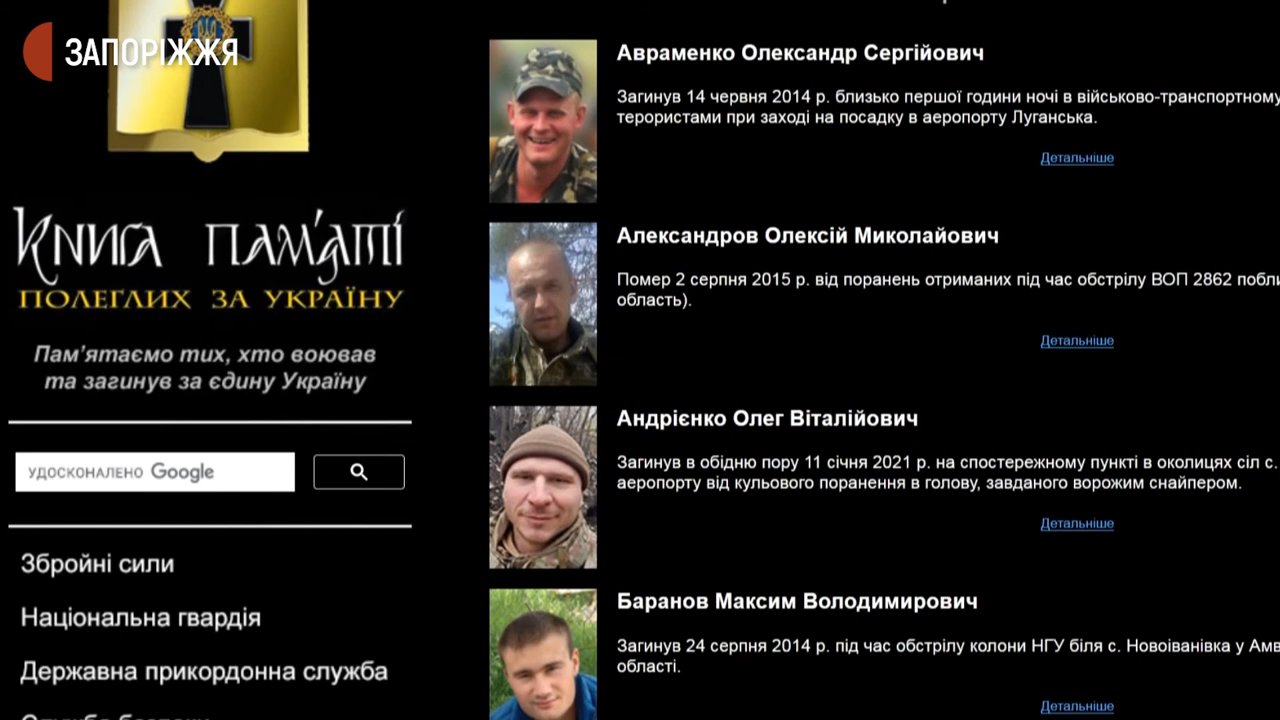 ЗАПОРІЖЖЯ
Книга пам'яті
ПОЛЕГЛИХ ЗА УКРАЇНУ
Пам'ятаємо тих, хто воював
та загинув за єдину Україну
УДОСКОНАЛЕНО Google
Збройні сили
Національна гвардія
Державна прикордонна служба
Авраменко Олександр Сергійович
Загинув 14 червня 2014 р. близько першої години ночі в військово-транспортному
терористами при заході на посадку в аеропорту Луганська.
Детальніше
Александров Олексій Миколайович
Помер 2 серпня 2015 р. від поранень отриманих під час обстрілу ВОП 2862 побли
область).
Детальніше
Андрієнко Олег Віталійович
Загинув в обідню пору 11 січня 2021 р. на спостережному пункті в околицях сіл с.
аеропорту від кульового поранення в голову, завданого ворожим снайпером.
Детальніше
Баранов Максим Володимирович
Загинув 24 серпня 2014 р. під час обстрілу колони НГУ біля с. Новоіванівка у Амв
області.
Детальніше